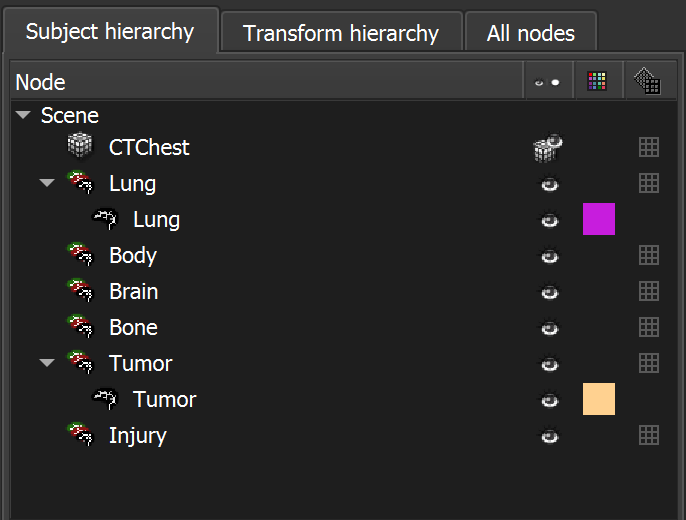 Subject hierarchy Transform hierarchy All nodes
Node
Scene
CTChest
Lung
Lung
Body
Brain
Bone
Tumor
Tumor
Injury